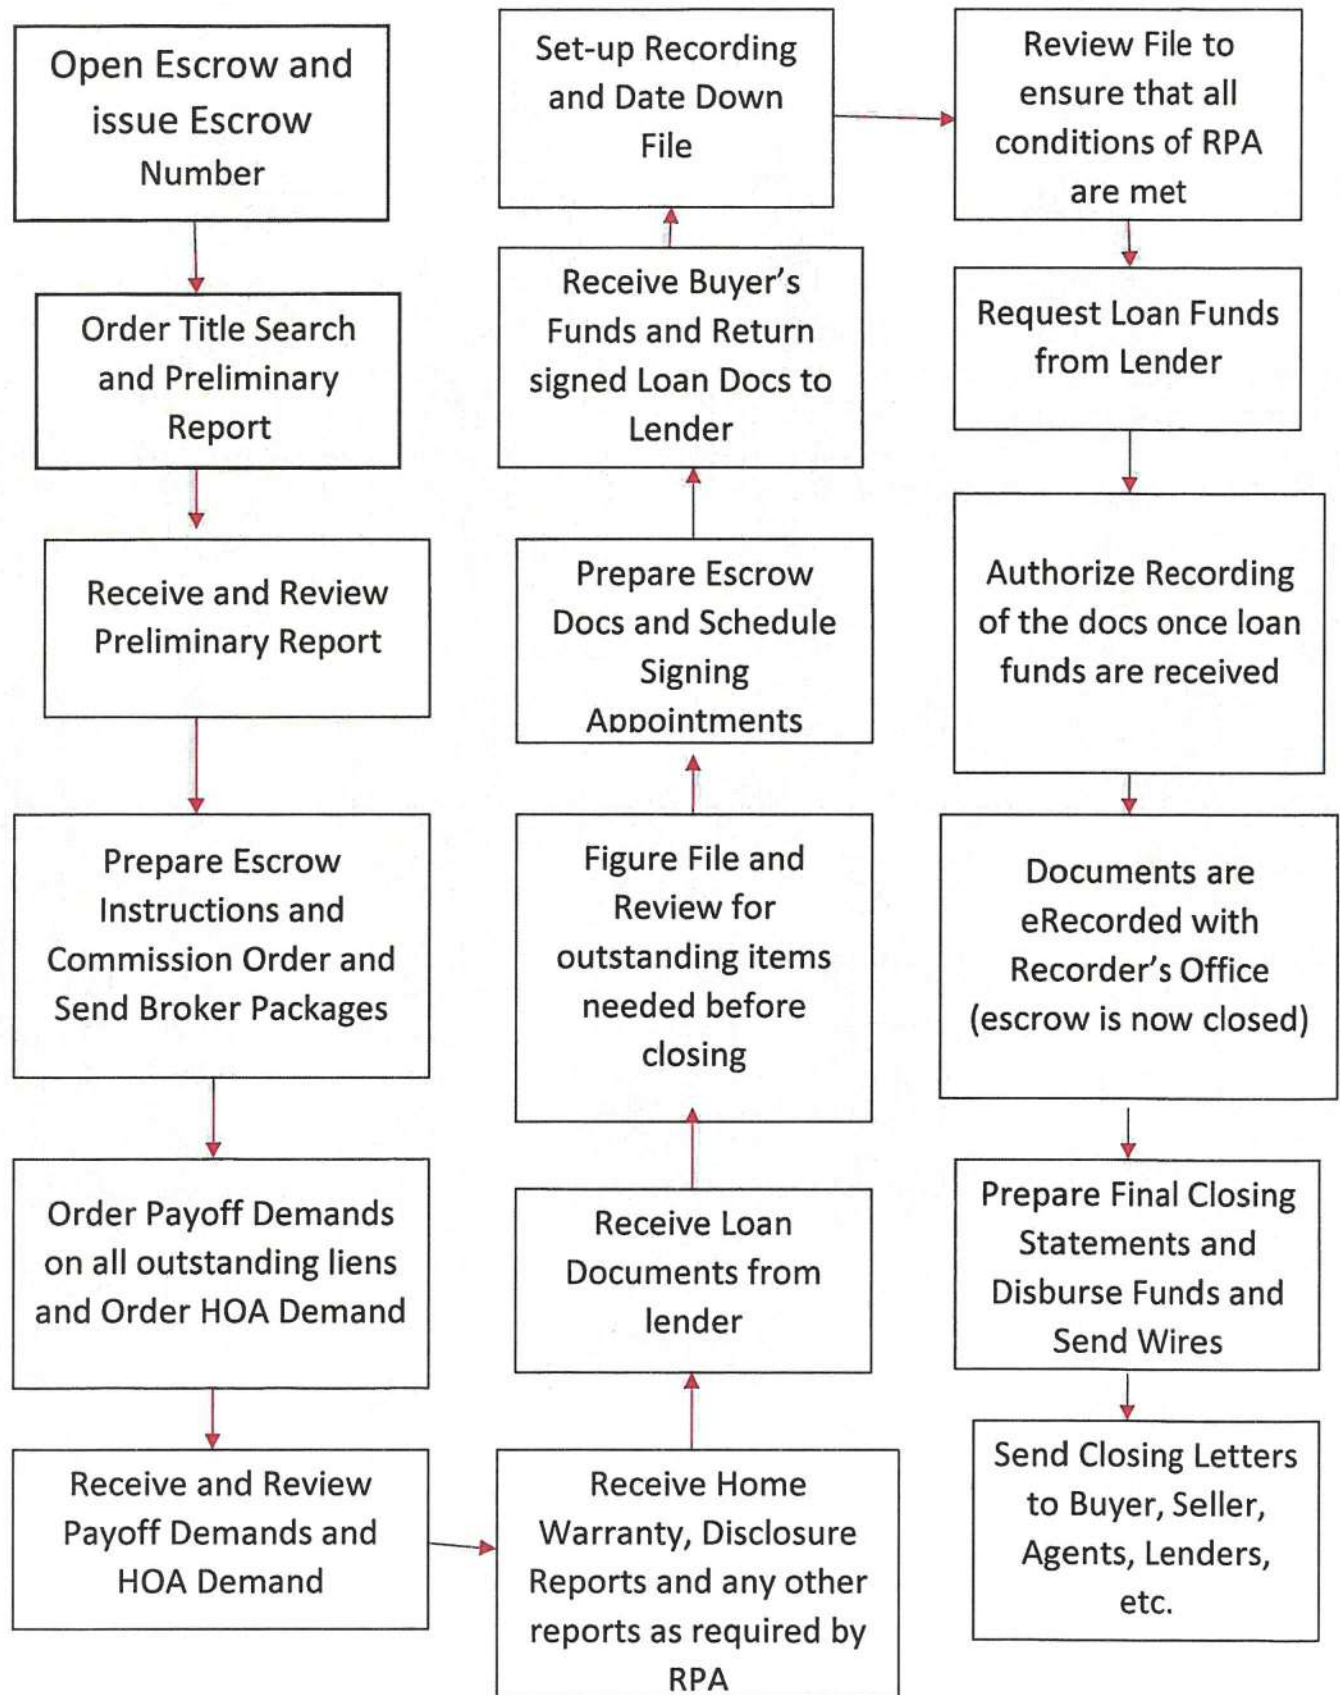 Open Escrow and
issue Escrow
Number
Order Title Search
and Preliminary
Report
Receive and Review
Preliminary Report
Prepare Escrow
Instructions and
Commission Order and
Send Broker Packages
Order Payoff Demands
on all outstanding liens
and Order HOA Demand
Receive and Review
Payoff Demands and
HOA Demand
Receive Home
Warranty, Disclosure
Reports and any other
reports as required by
RPA
Receive Loan
Documents from
lender
Figure File and
Review for
outstanding items
needed before
closing
Prepare Escrow
Docs and Schedule
Signing
Appointments
Receive Buyer’s
Funds and Return
signed Loan Docs to
Lender
Set-up Recording
and Date Down
File
Review File to
ensure that all
conditions of RPA
are met
Request Loan Funds
from Lender
Authorize Recording
of the docs once loan
funds are received
Documents are
eRecorded with
Recorder’s Office
(escrow is now closed)
Prepare Final Closing
Statements and
Disburse Funds and
Send Wires
Send Closing Letters
to Buyer, Seller,
Agents, Lenders,
etc.